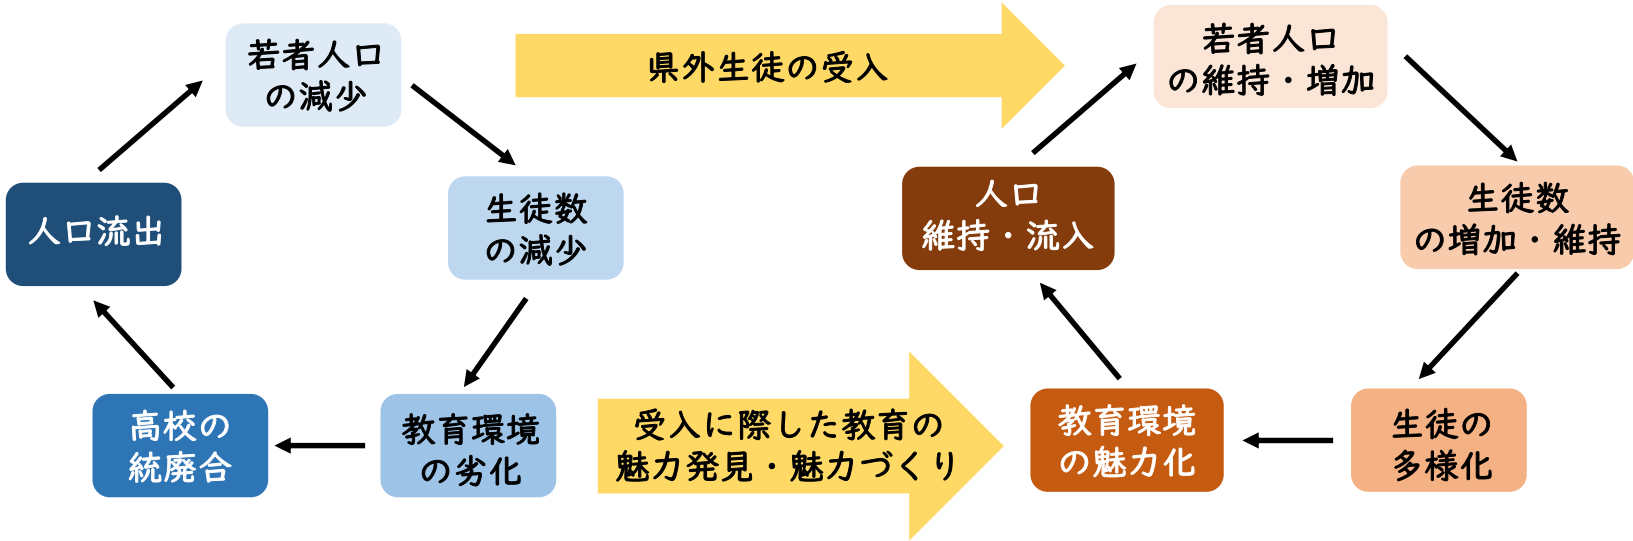 若者人口
の減少
生徒数
の減少
教育環境
の劣化
高校の
統廃合
人口流出
県外生徒の受入
受入に際した教育の
魅力発見・魅力づくり
若者人口
の維持・増加
生徒数
の増加・維持
生徒の
多様化
教育環境
の魅力化
人口
維持・流入